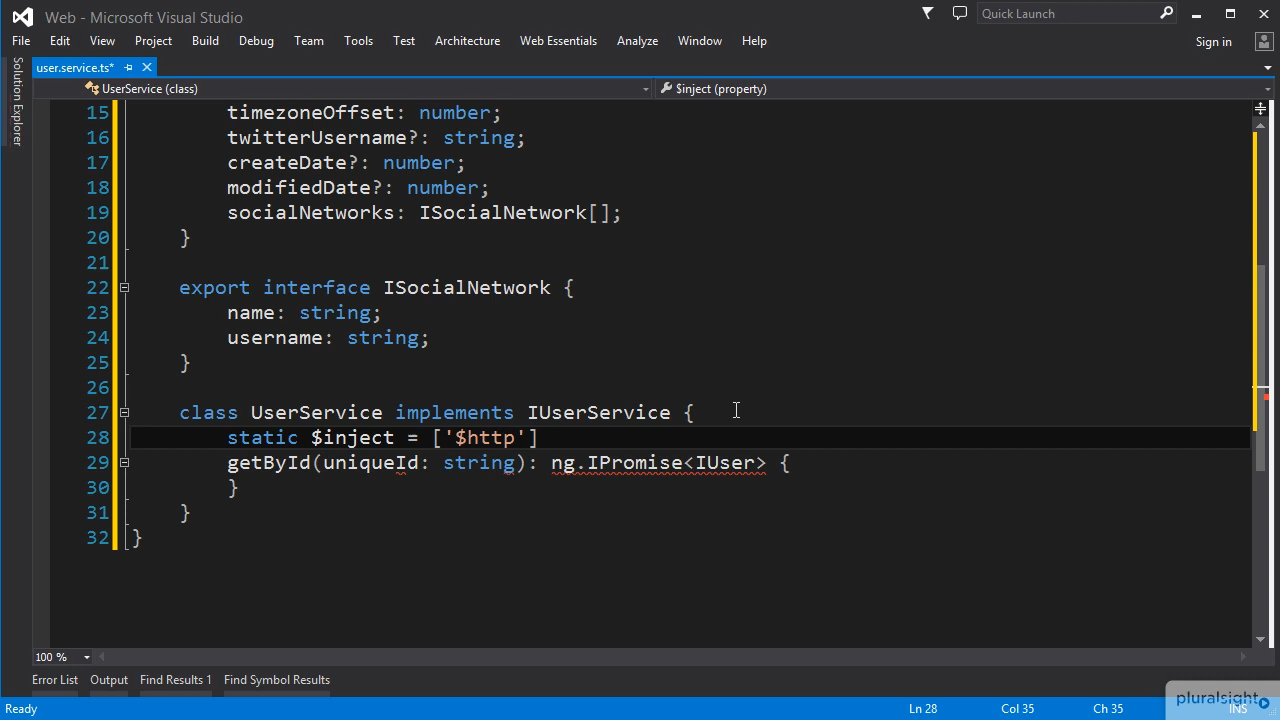 Web - Microsoft Visual Studio
Quick Launch
File Edit View Project Build Debug Team Tools Test Architecture Web Essentials Analyze Window Help
Sign in
Solution Explorer
user.service.ts*
UserService (class)
$inject (property)
15 timezoneOffset: number;
16 twitterUsername?: string;
17 createDate?: number;
18 modifiedDate?: number;
19 socialNetworks: ISocialNetwork[];
20 }
21
22 export interface ISocialNetwork {
23 name: string;
24 username: string;
25 }
26
27 class UserService implements IUserService {
28 static $inject = ['$http']
29 getById(uniqueId: string): ng.IPromise<IUser> {
30 }
31 }
32 }
100 %
Error List Output Find Results 1 Find Symbol Results
pluralsight
Ready
Ln 28 Col 35 Ch 35 INS